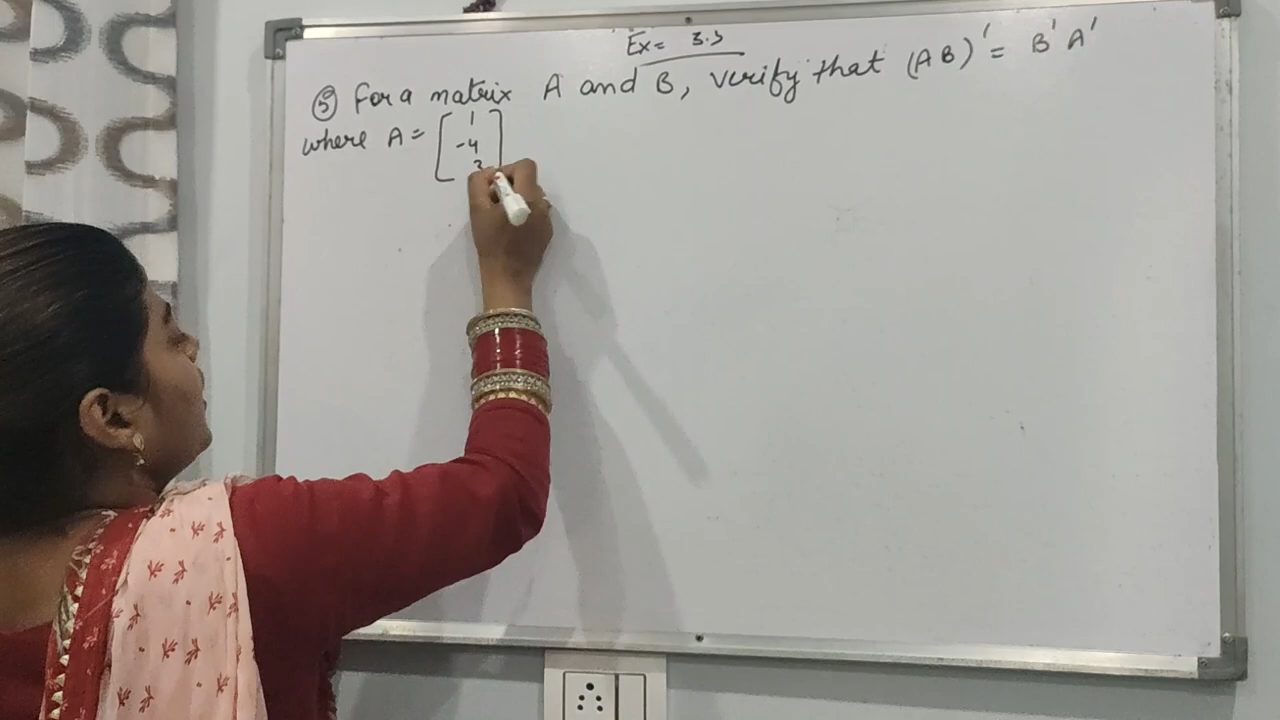 Ex= 3.3
⑤ For a matrix A and B, verify that (AB)' = B'A'
where A = [ 1
-4
3 ]